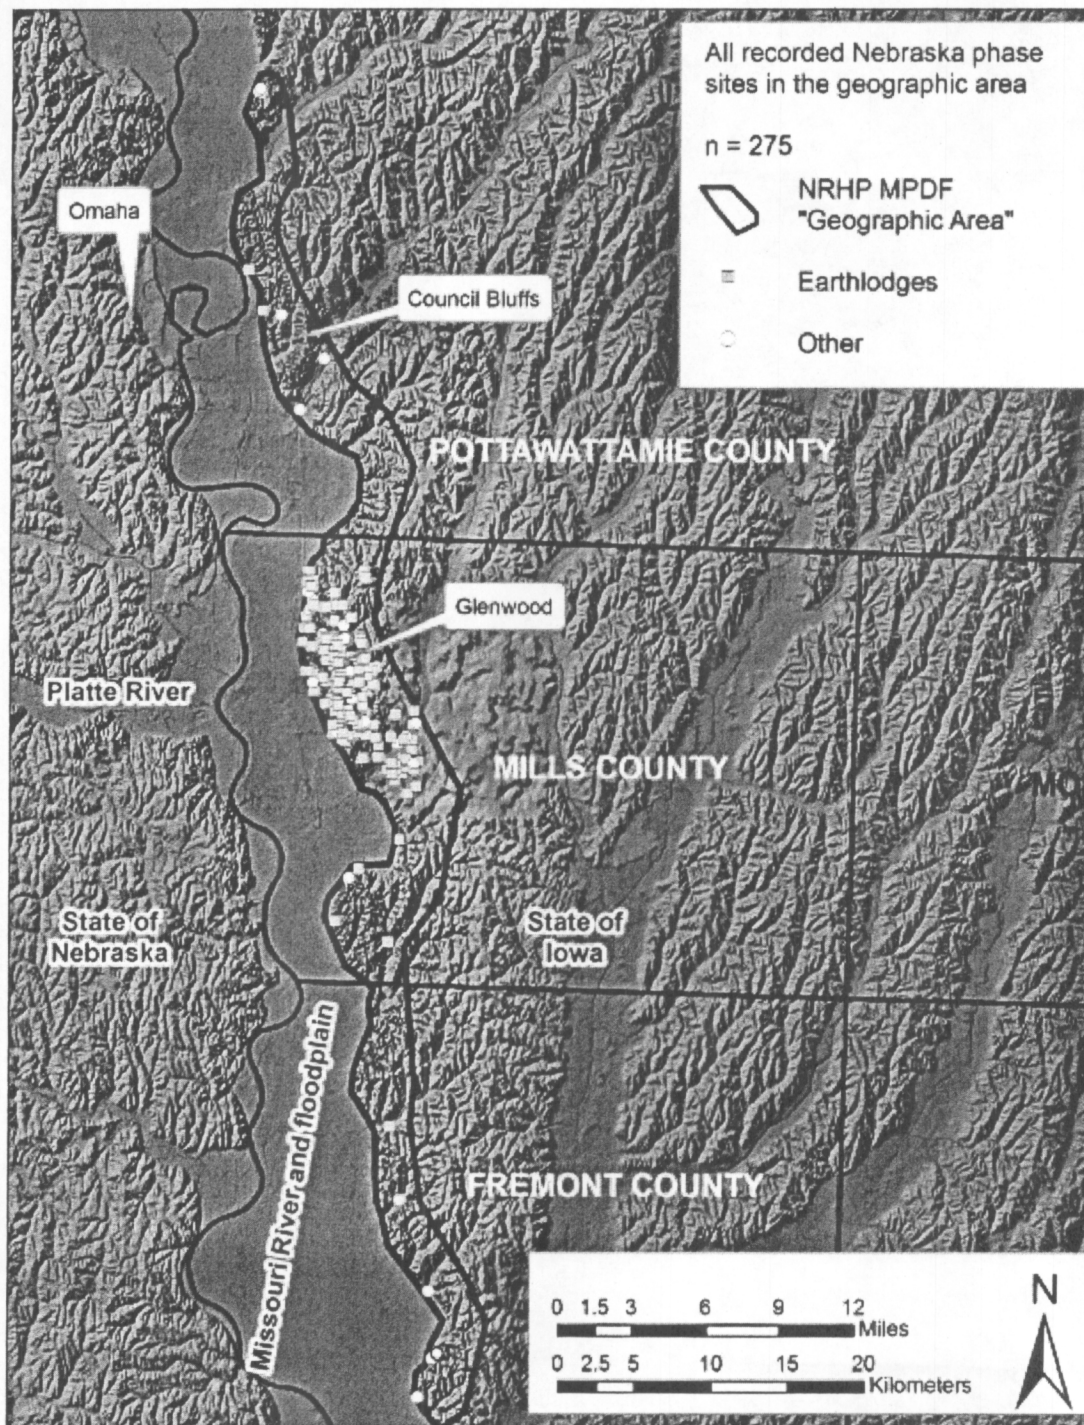 All recorded Nebraska phase
sites in the geographic area
n = 275
NRHP MPDF
"Geographic Area"
Earthlodges
Other
Omaha
Council Bluffs
POTTAWATTAMIE COUNTY
Glenwood
Platte River
MILLS COUNTY
State of
Nebraska
State of
Iowa
Missouri River and floodplain
FREMONT COUNTY
0 1.5 3 6 9 12
Miles
0 2.5 5 10 15 20
Kilometers
N